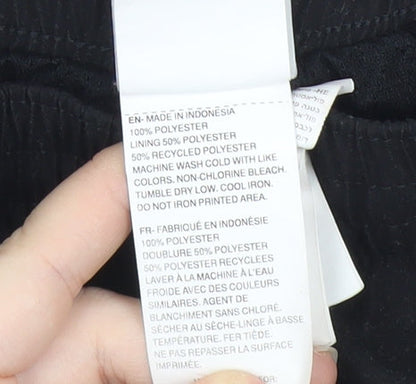 EN- MADE IN INDONESIA
100% POLYESTER
LINING 50% POLYESTER
50% RECYCLED POLYESTER
MACHINE WASH COLD WITH LIKE
COLORS. NON-CHLORINE BLEACH.
TUMBLE DRY LOW. COOL IRON.
DO NOT IRON PRINTED AREA.
FR- FABRIQUÉ EN INDONÉSIE
100% POLYESTER
DOUBLURE 50% POLYESTER
50% POLYESTER RECYCLÉES
LAVER À LA MACHINE À L'EAU
FROIDE AVEC DES COULEURS
SIMILAIRES. AGENT DE
BLANCHIMENT SANS CHLORE.
SÉCHER AU SÈCHE-LINGE À BASSE
TEMPÉRATURE. FER TIÈDE.
NE PAS REPASSER LA SURFACE
IMPRIMÉE.